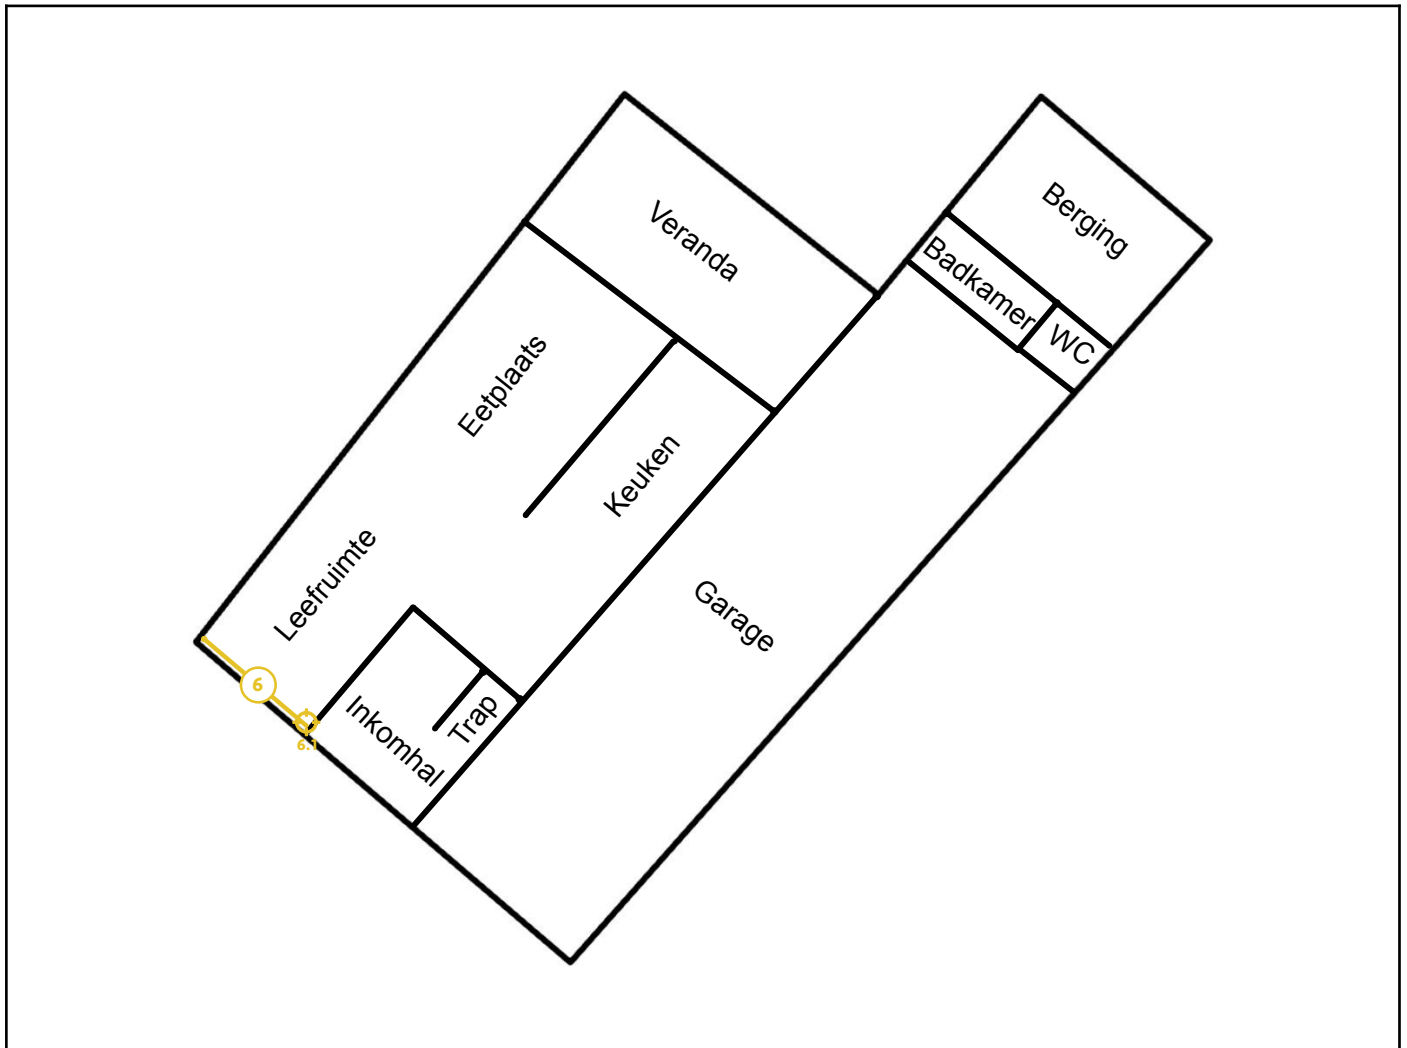 Veranda
Berging
Badkamer
WC
Eetplaats
Keuken
Leefruimte
Garage
6
6.1
Inkomhal
Trap